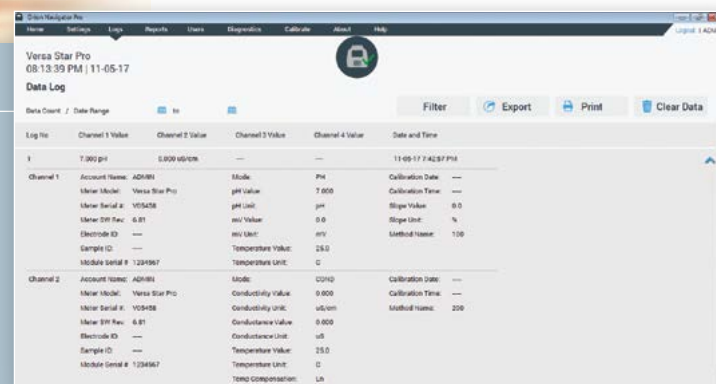 Orion Navigator Pro
Home Settings Logs Reports Users Diagnostics Calibrate About Help
Logout | ADM
Versa Star Pro
08:13:39 PM | 11-05-17
Data Log
Data Count / Date Range to
Filter Export Print Clear Data
Log No Channel 1 Value Channel 2 Value Channel 3 Value Channel 4 Value Date and Time
1 7.000 pH 0.000 uS/cm --- --- 11-05-17 7:42:57 PM
Channel 1 Account Name: ADMIN Mode: PH Calibration Date: ---
Meter Model: Versa Star Pro pH Value: 7.000 Calibration Time: ---
Meter Serial #: V05458 pH Unit: pH Slope Value: 0.0
Meter SW Rev: 6.81 mV Value: 0.0 Slope Unit: %
Electrode ID: --- mV Unit: mV Method Name: 100
Sample ID: --- Temperature Value: 25.0
Module Serial # 1234567 Temperature Unit: C
Channel 2 Account Name: ADMIN Mode: COND Calibration Date: ---
Meter Model: Versa Star Pro Conductivity Value: 0.000 Calibration Time: ---
Meter Serial #: V05458 Conductivity Unit: uS/cm Method Name: 200
Meter SW Rev: 6.81 Conductance Value: 0.000
Electrode ID: --- Conductance Unit: uS
Sample ID: --- Temperature Value: 25.0
Module Serial # 1234567 Temperature Unit: C
Temp Compensation: Ln